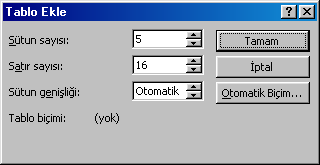 Tablo Ekle
Sütun sayısı: 5 Tamam
Satır sayısı: 16 İptal
Sütun genişliği: Otomatik Otomatik Biçim...
Tablo biçimi: (yok)